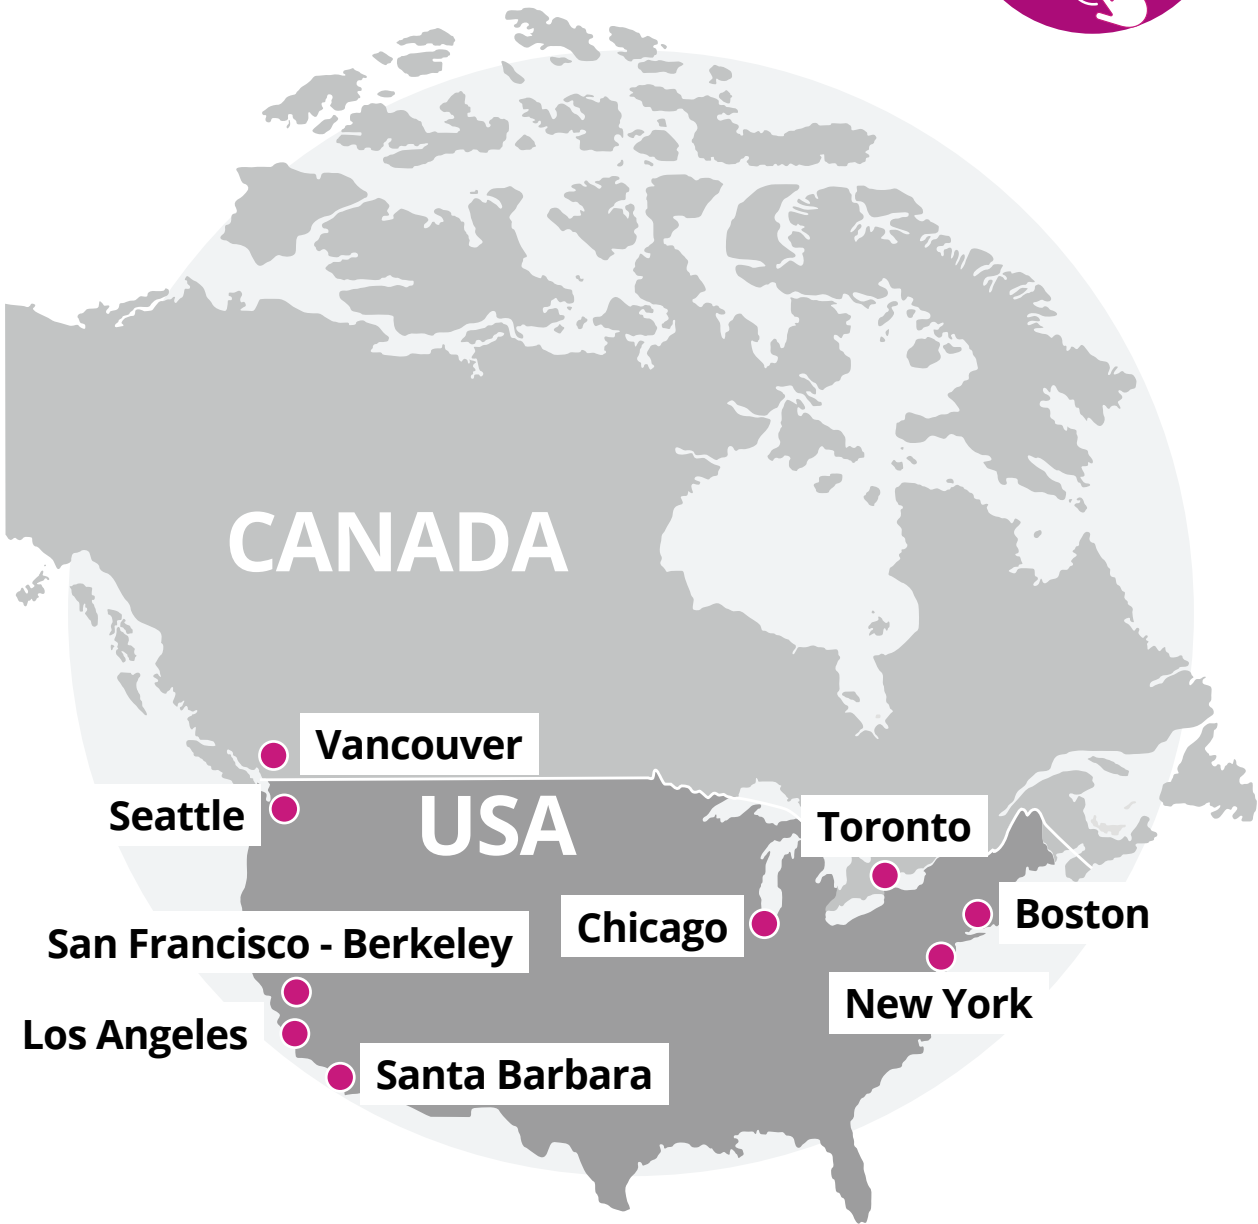 CANADA
Vancouver
Seattle
USA
Toronto
Chicago
Boston
San Francisco - Berkeley
New York
Los Angeles
Santa Barbara